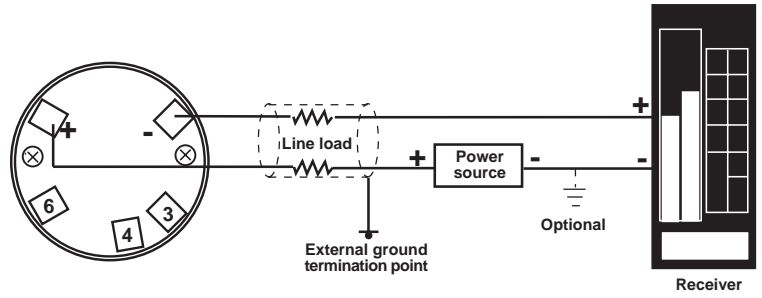 +
+
-
Line load
+
Power
source
-
-
6
4
3
Optional
External ground
termination point
Receiver